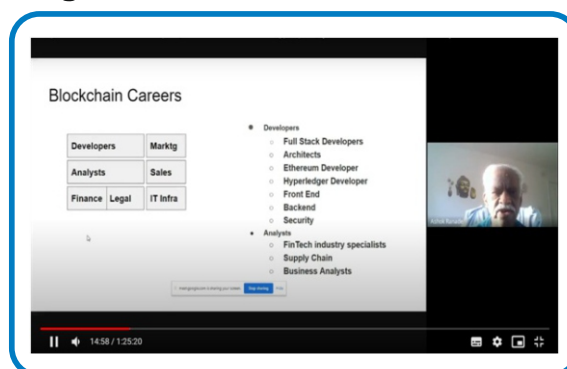 Blockchain Careers
Developers Marktg
Analysts Sales
Finance Legal IT Infra
Developers
Full Stack Developers
Architects
Ethereum Developer
Hyperledger Developer
Front End
Backend
Security
Analysts
FinTech industry specialists
Supply Chain
Business Analysts
Stop sharing
14:58 / 1:25:20